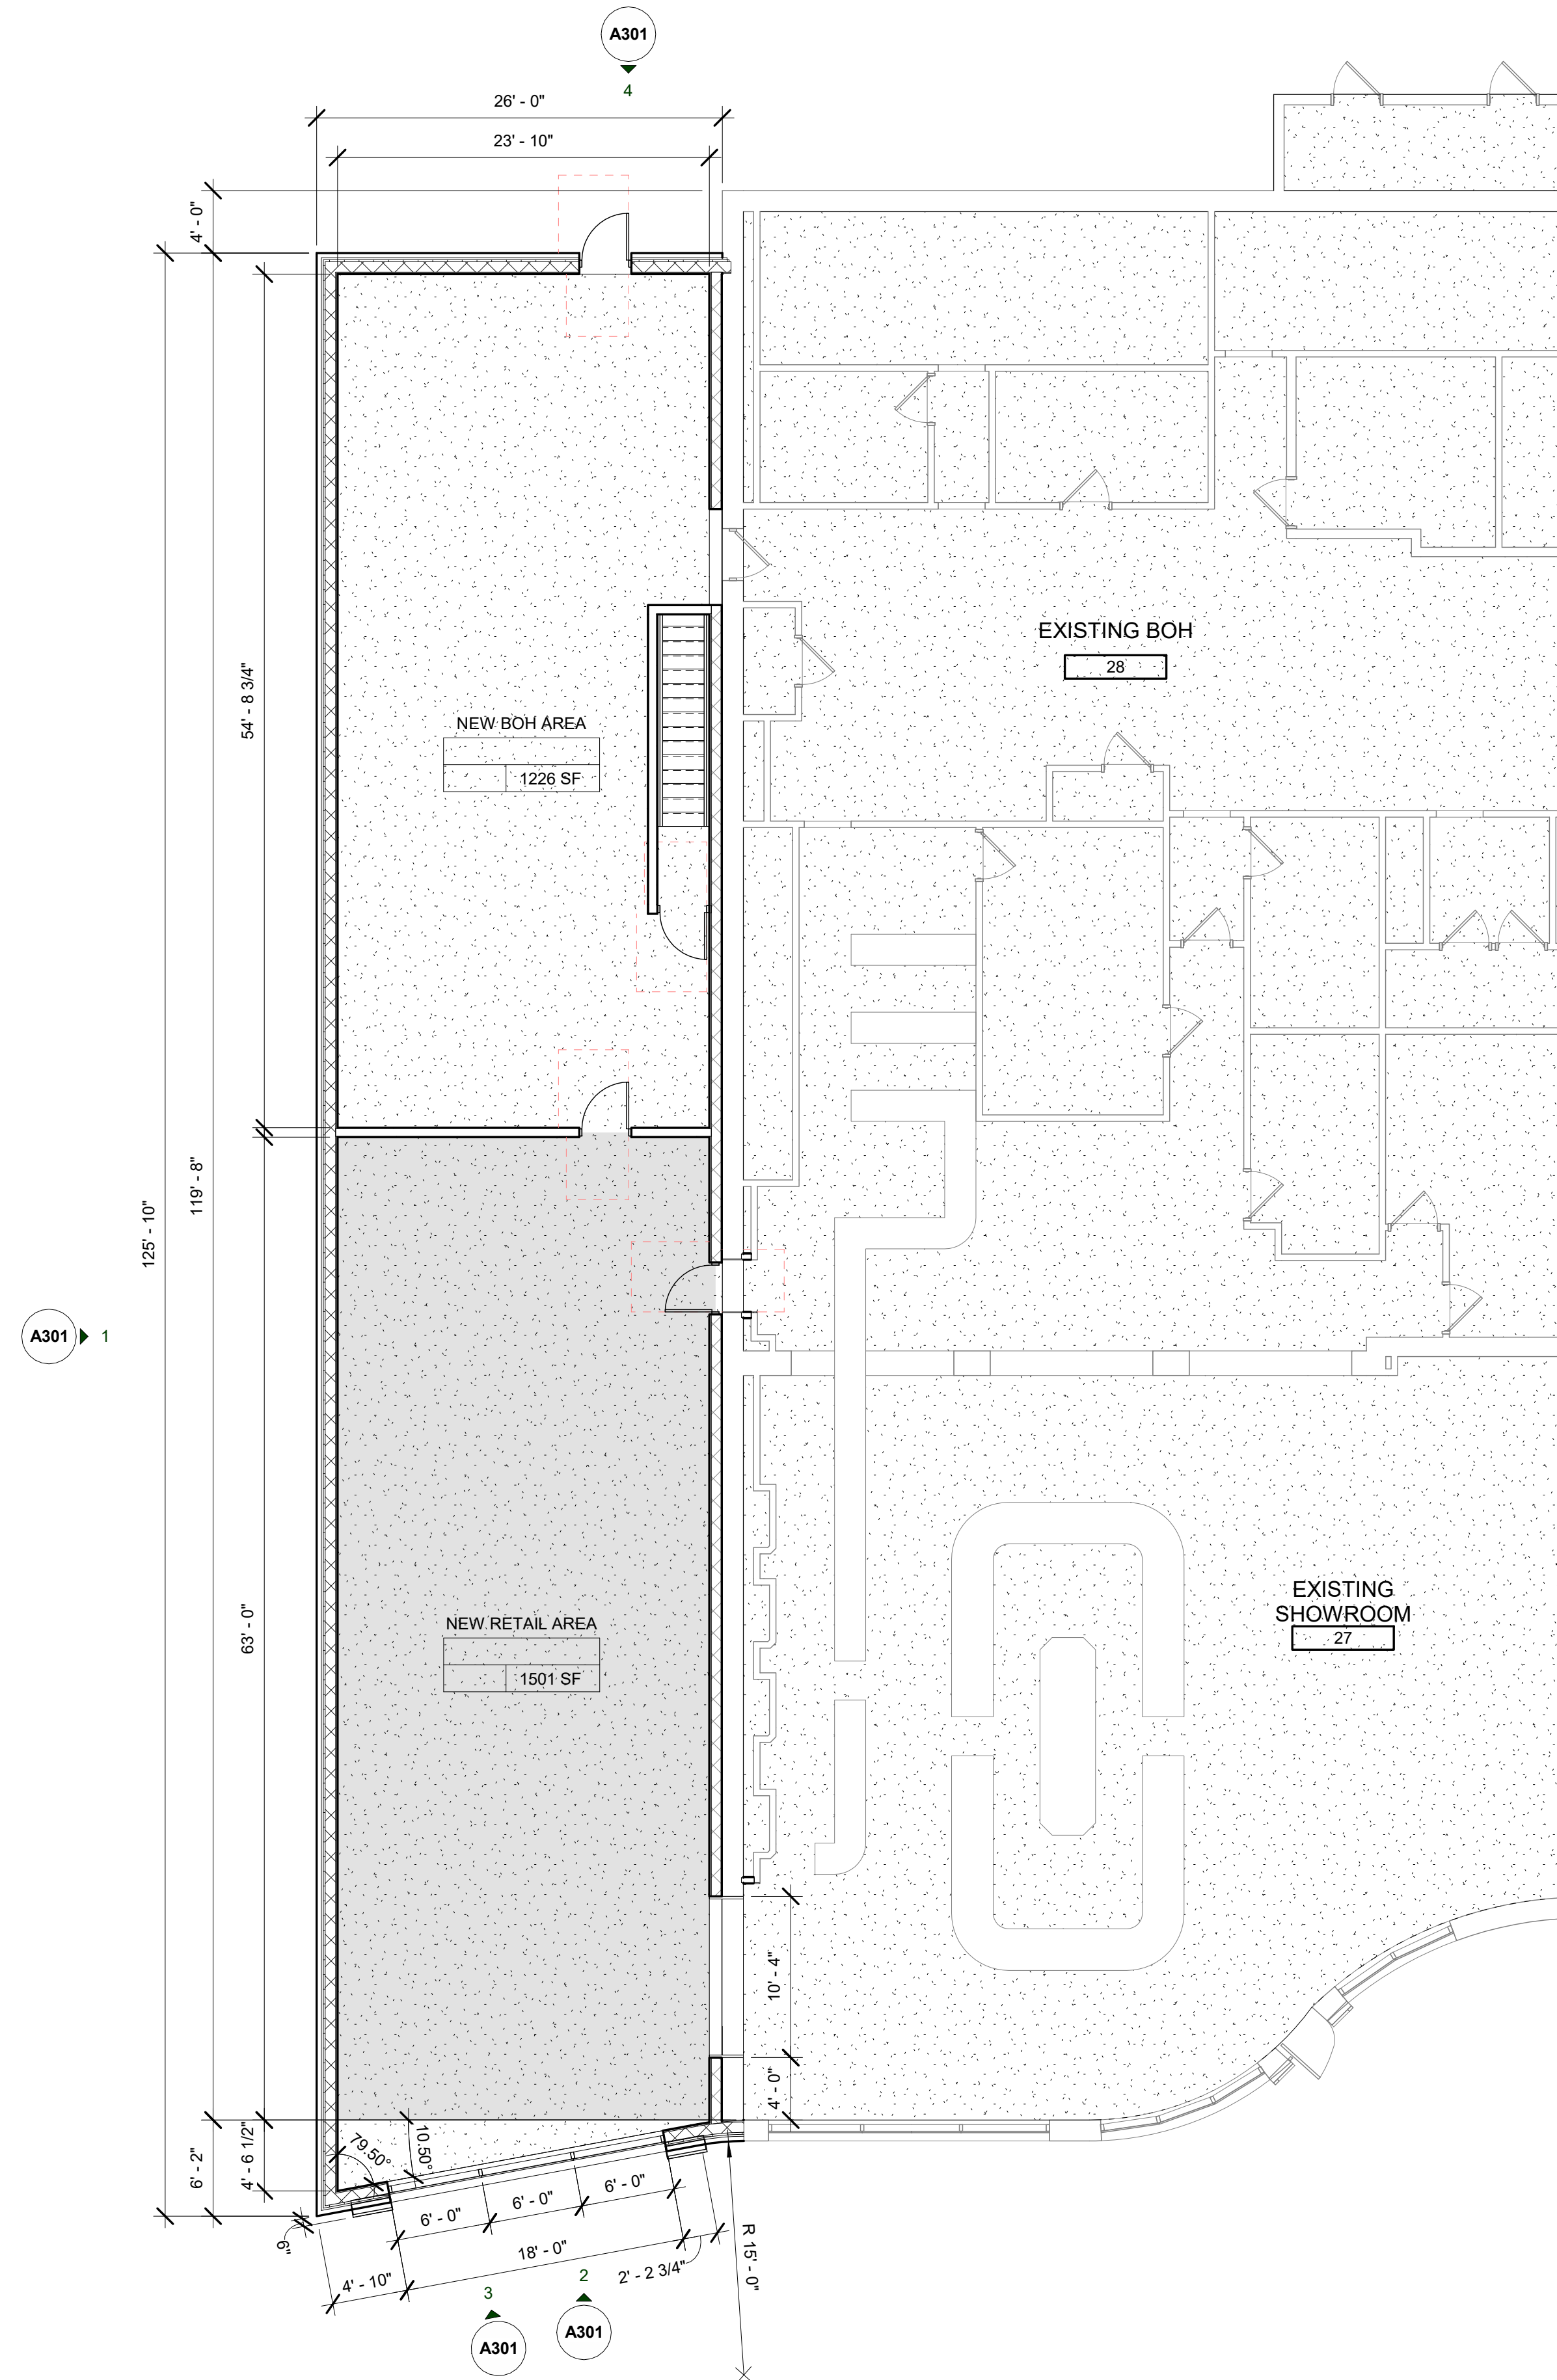 A301
4
26' - 0"
23' - 10"
4' - 0"
EXISTING BOH
28
54' - 8 3/4"
NEW BOH AREA
1226 SF
119' - 8"
125' - 10"
A301
1
63' - 0"
EXISTING
SHOWROOM
27
NEW RETAIL AREA
1501 SF
10' - 4"
4' - 0"
6' - 2"
4' - 6 1/2"
79.50°
10.50°
6' - 0"
6' - 0"
6' - 0"
6"
18' - 0"
4' - 10"
2' - 2 3/4"
R 15' - 0"
3
2
A301
A301